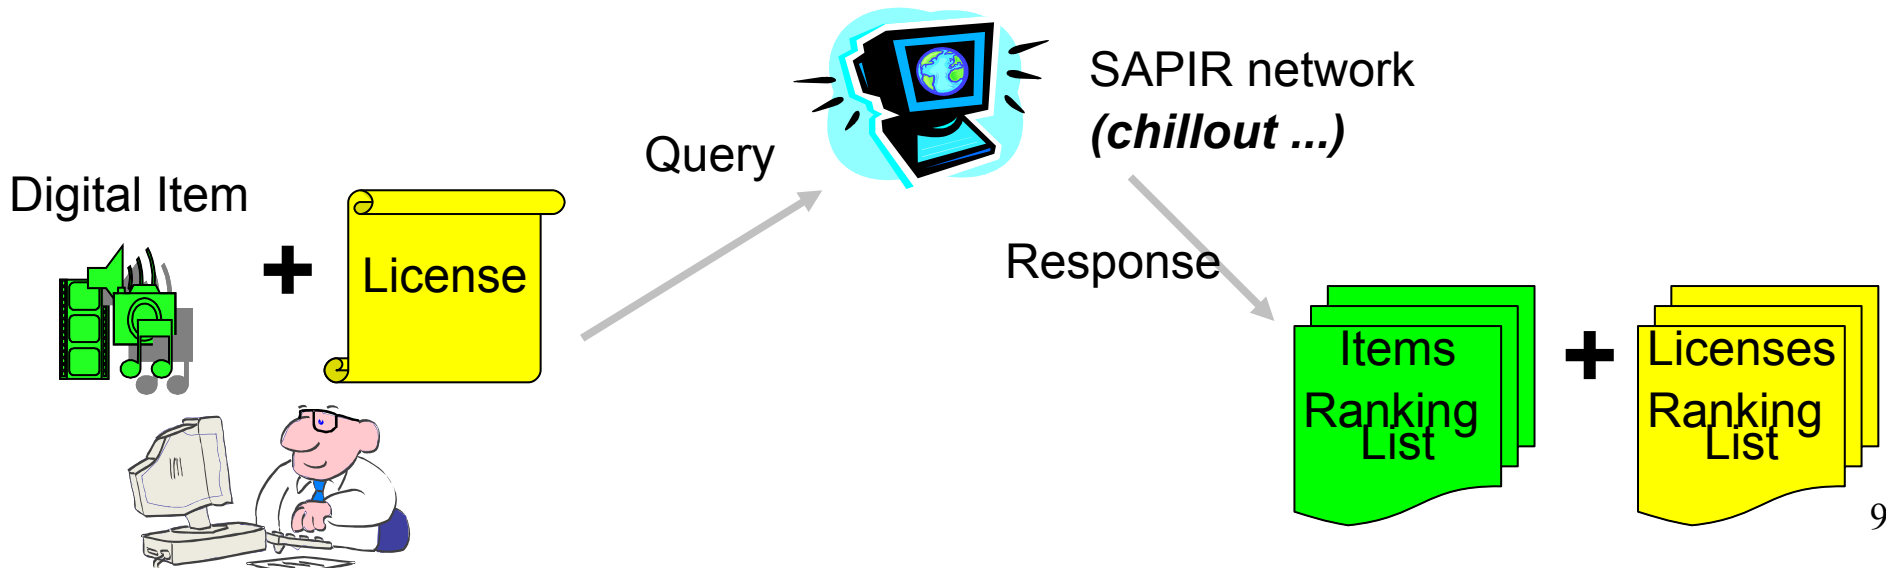 SAPIR network
(chillout ...)
Query
Digital Item
+
License
Response
Items
Ranking
List
+
Licenses
Ranking
List
9